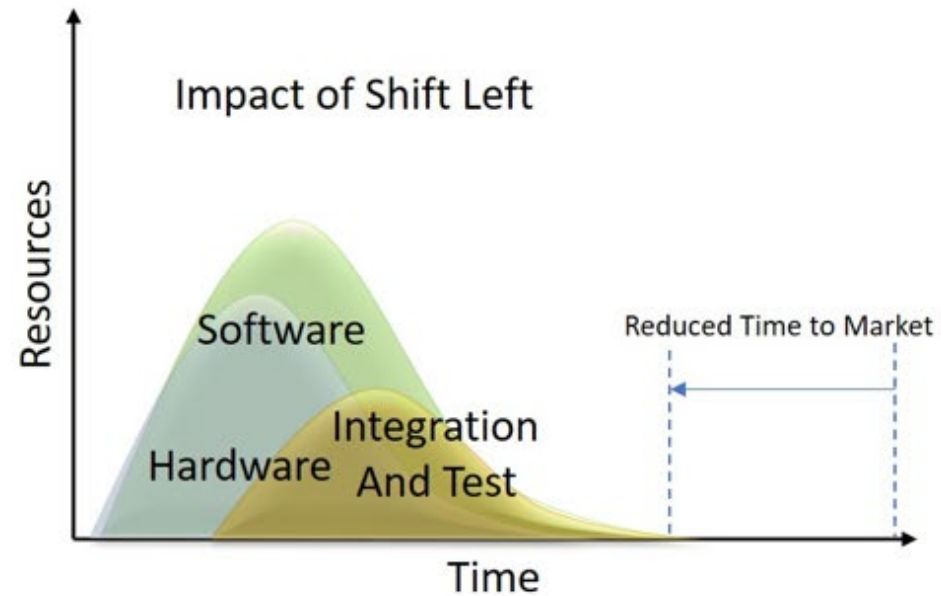 Impact of Shift Left
Resources
Software
Reduced Time to Market
Integration
And Test
Hardware
Time